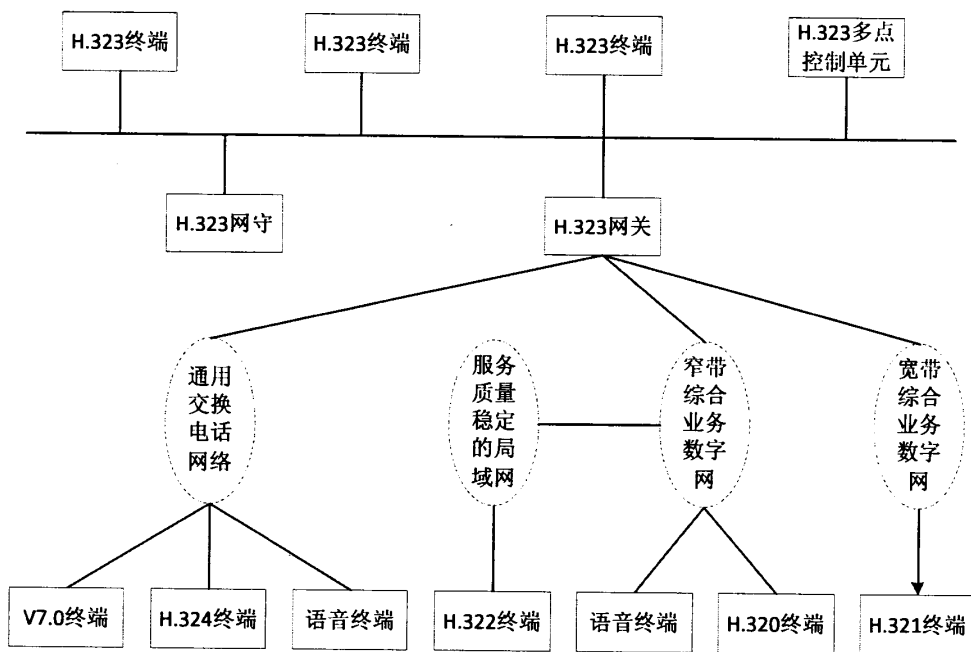 H.323终端
H.323终端
H.323终端
H.323多点
控制单元
H.323网守
H.323网关
通用
交换
电话
网络
服务
质量
稳定
的局
域网
窄带
综合
业务
数字
网
宽带
综合
业务
数字
网
V7.0终端
H.324终端
语音终端
H.322终端
语音终端
H.320终端
H.321终端